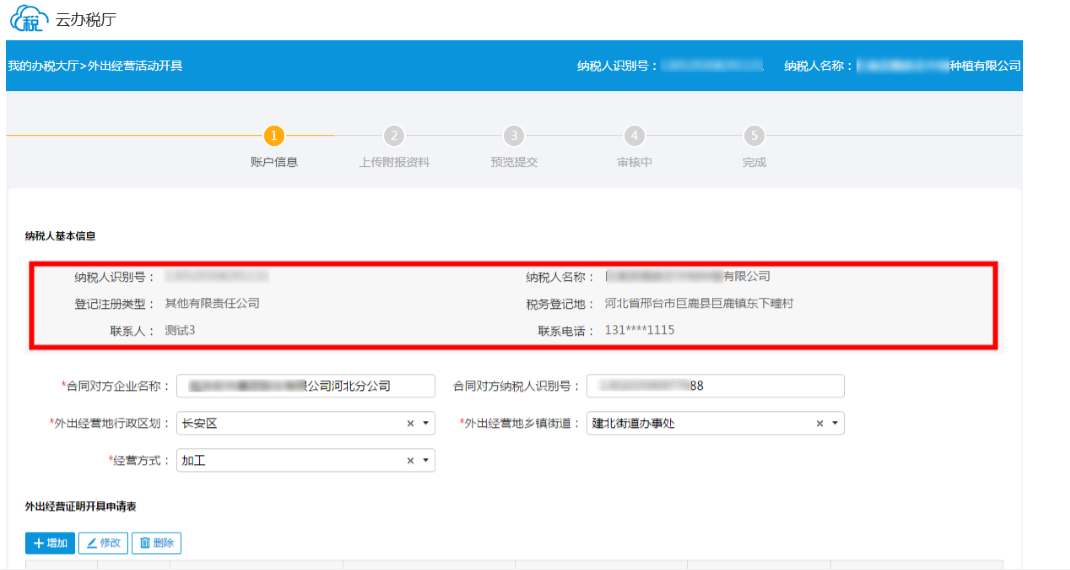 税 云办税厅
我的办税大厅>外出经营活动开具 纳税人识别号： 纳税人名称： 种植有限公司
1 2 3 4 5
账户信息 上传附报资料 预览提交 审核中 完成
纳税人基本信息
纳税人识别号： 纳税人名称： 有限公司
登记注册类型： 其他有限责任公司 税务登记地： 河北省邢台市巨鹿县巨鹿镇东下疃村
联系人： 测试3 联系电话： 131****1115
*合同对方企业名称： 公司河北分公司 合同对方纳税人识别号： 88
*外出经营地行政区划： 长安区 × *外出经营地乡镇街道： 建北街道办事处 ×
*经营方式： 加工 ×
外出经营证明开具申请表
+增加 修改 删除